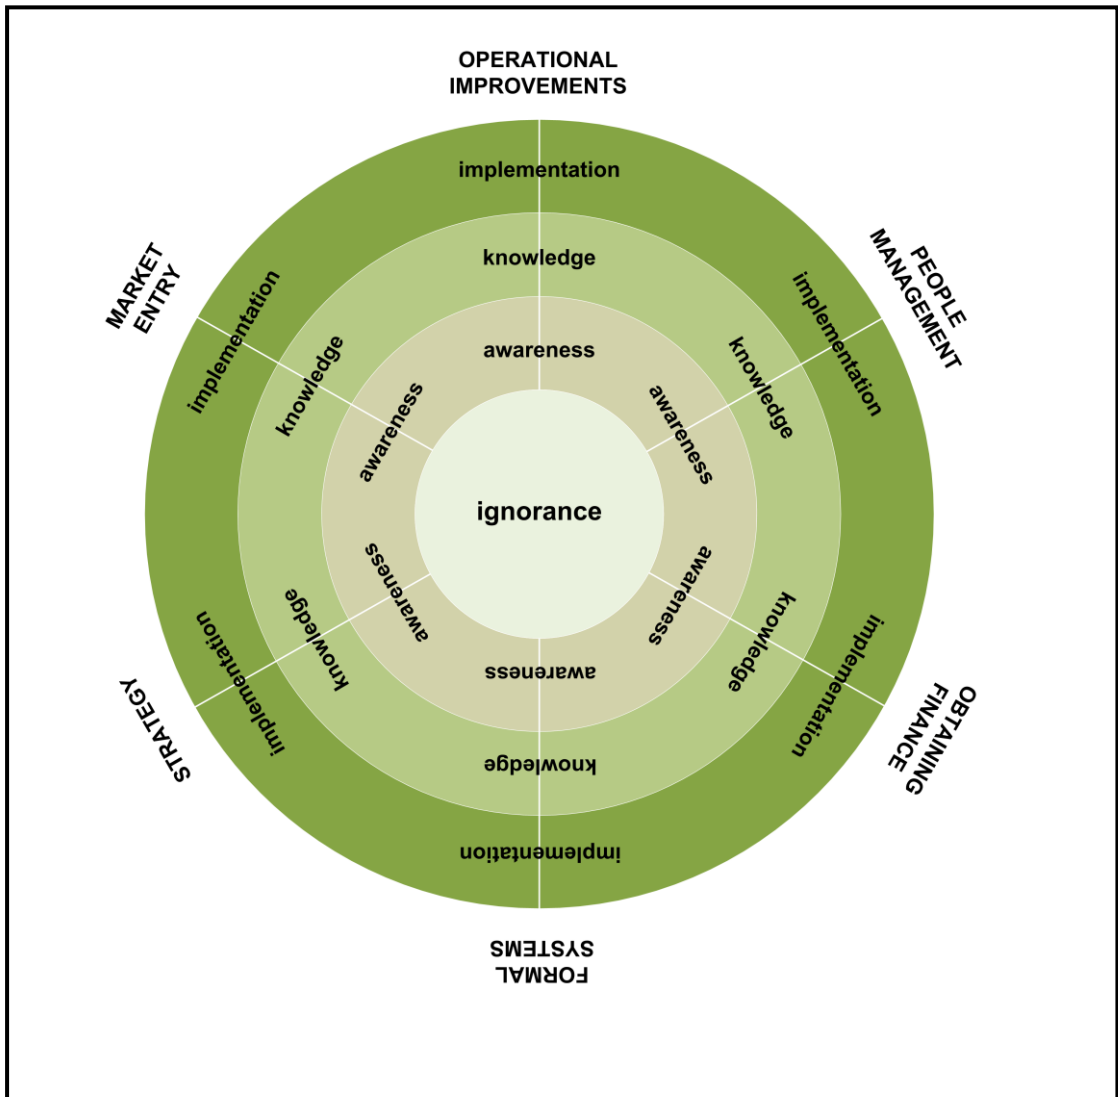 OPERATIONAL
IMPROVEMENTS
implementation
knowledge
awareness
PEOPLE
MANAGEMENT
implementation
knowledge
awareness
OBTAINING
FINANCE
implementation
knowledge
awareness
FORMAL
SYSTEMS
implementation
knowledge
awareness
STRATEGY
implementation
knowledge
awareness
MARKET
ENTRY
implementation
knowledge
awareness
ignorance